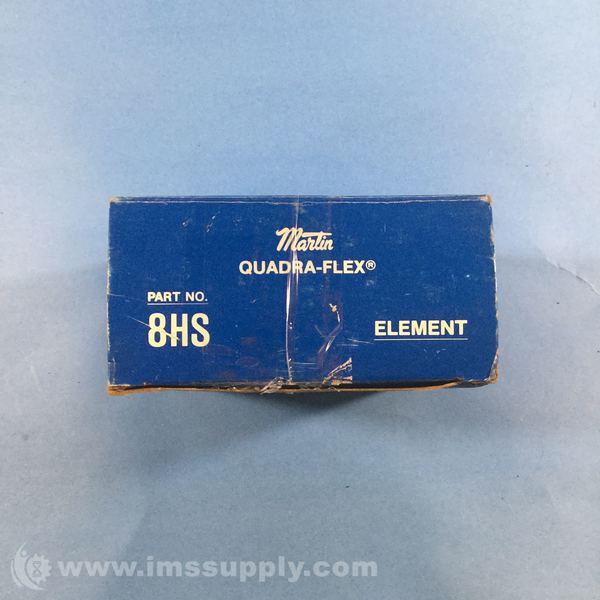 Martin
QUADRA-FLEX®
PART NO.
8HS
ELEMENT
www.imssupply.com